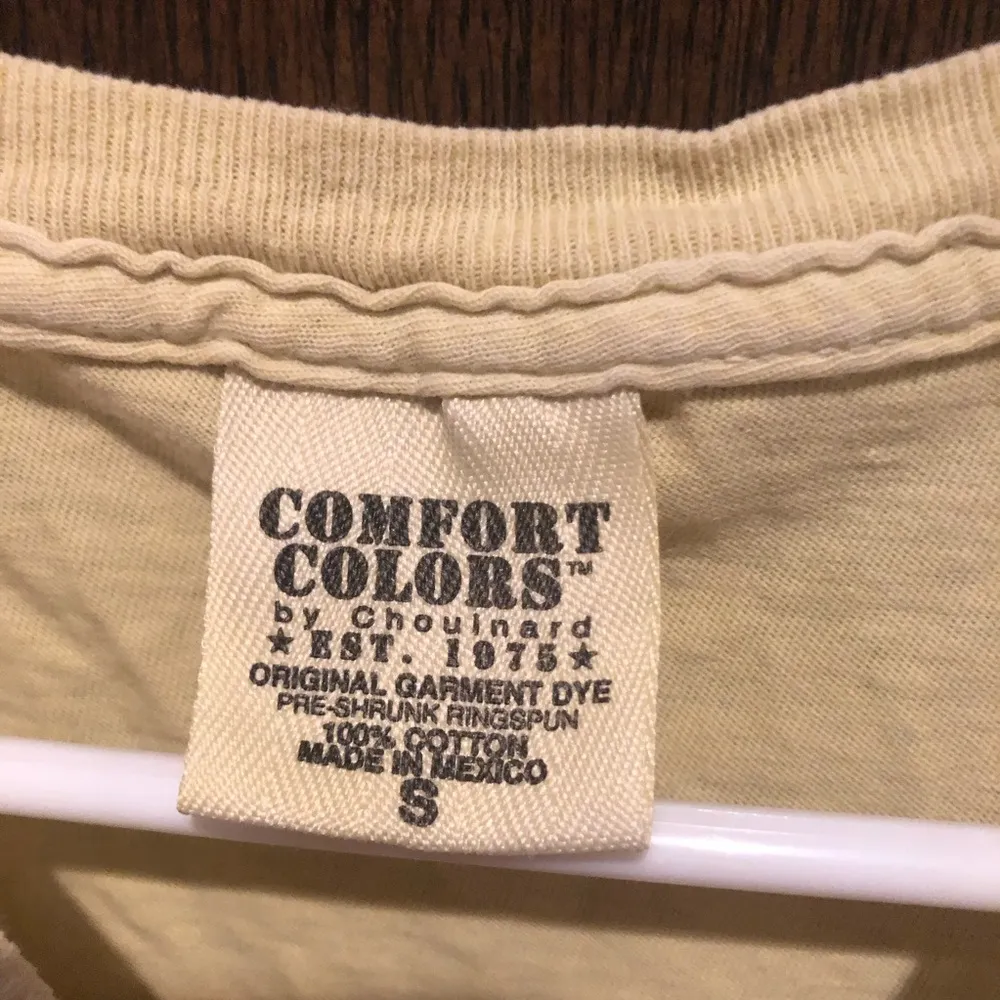 COMFORT
COLORS™
by Chouinard
★ EST. 1975 ★
ORIGINAL GARMENT DYE
PRE-SHRUNK RINGSPUN
100% COTTON
MADE IN MEXICO
S